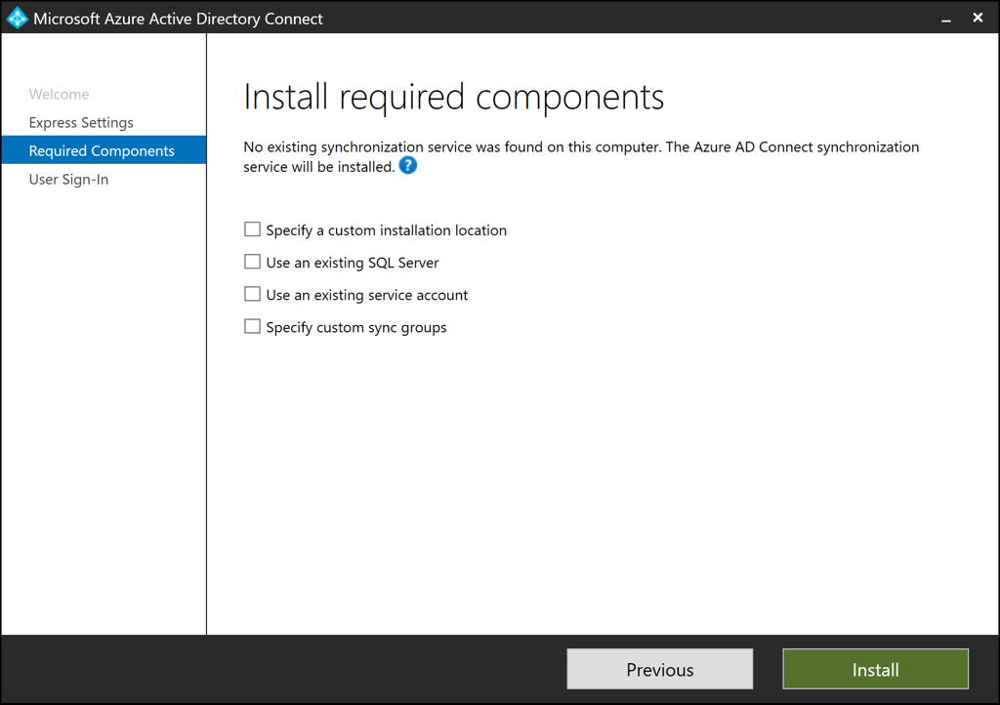 Microsoft Azure Active Directory Connect
Welcome
Express Settings
Required Components
User Sign-In
Install required components
No existing synchronization service was found on this computer. The Azure AD Connect synchronization
service will be installed. ?
Specify a custom installation location
Use an existing SQL Server
Use an existing service account
Specify custom sync groups
Previous
Install